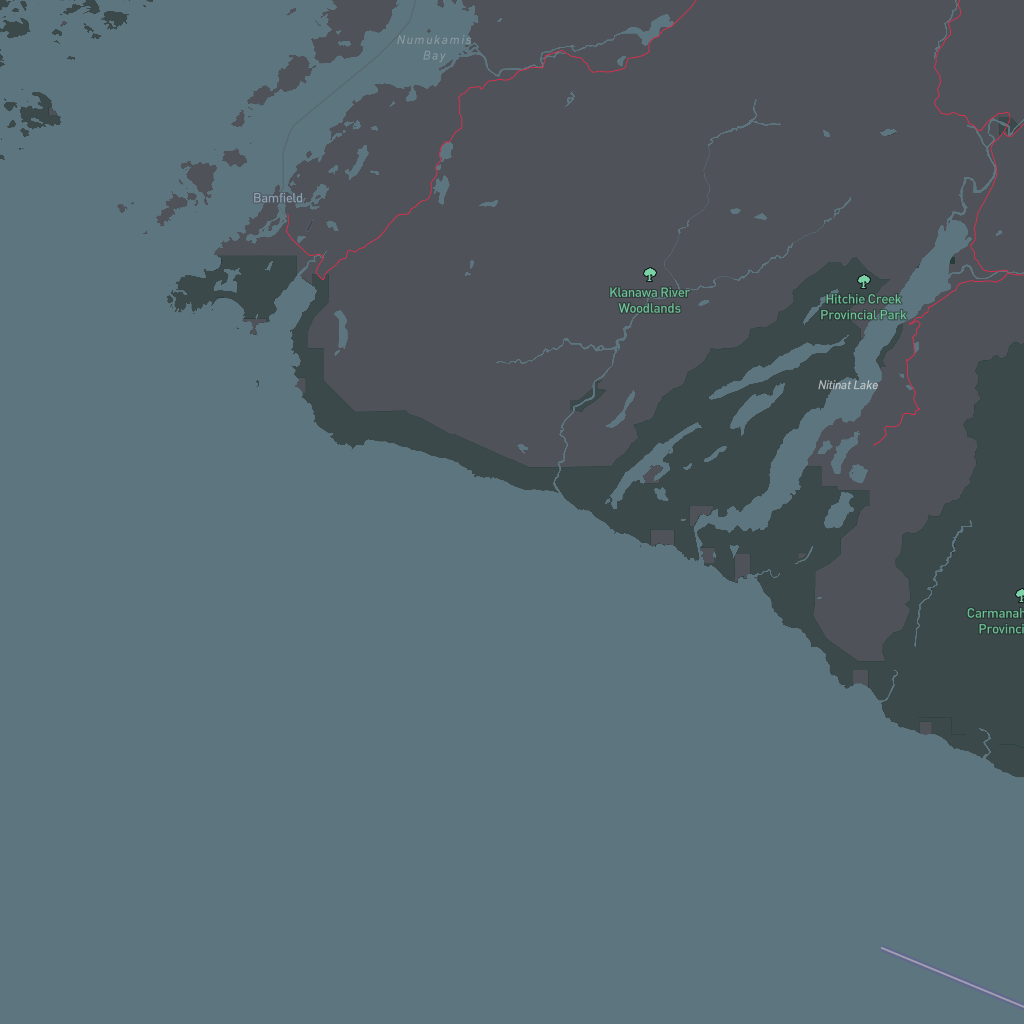 Numukamis
Bay
Bamfield
Klanawa River
Woodlands
Hitchie Creek
Provincial Park
Nitinat Lake